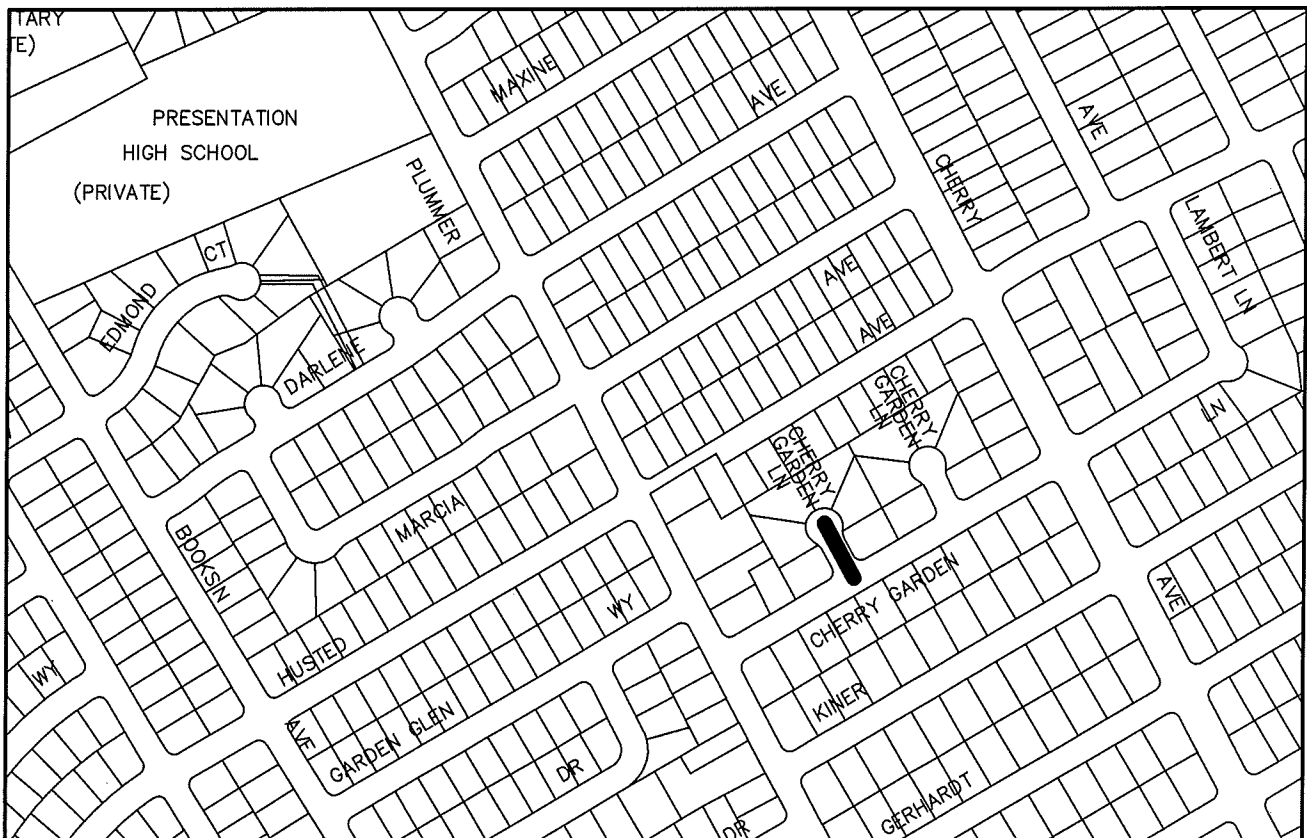 TARY
TE)
PRESENTATION
HIGH SCHOOL
(PRIVATE)
MAXINE
AVE
PLUMMER
CHERRY
AVE
LAMBERT LN
CT
EDMOND
DARLENE
AVE
AVE
CHERRY
GARDEN
LN
CHERRY
GARDEN
LN
LN
MARCIA
BOOKSIN
AVE
HUSTED
WY
WY
GARDEN GLEN
DR
DR
CHERRY GARDEN
KINER
AVE
GERHARDT